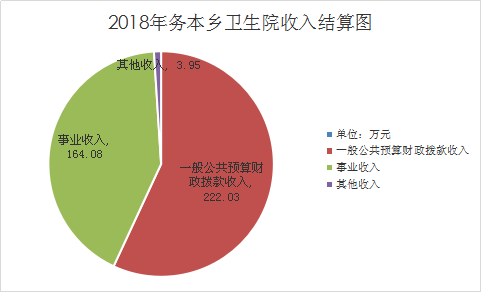 2018年务本乡卫生院收入结算图
其他收入, 3.95
事业收入,
164.08
一般公共预算财
政拨款收入,
222.03
单位：万元
一般公共预算财政拨款收入
事业收入
其他收入